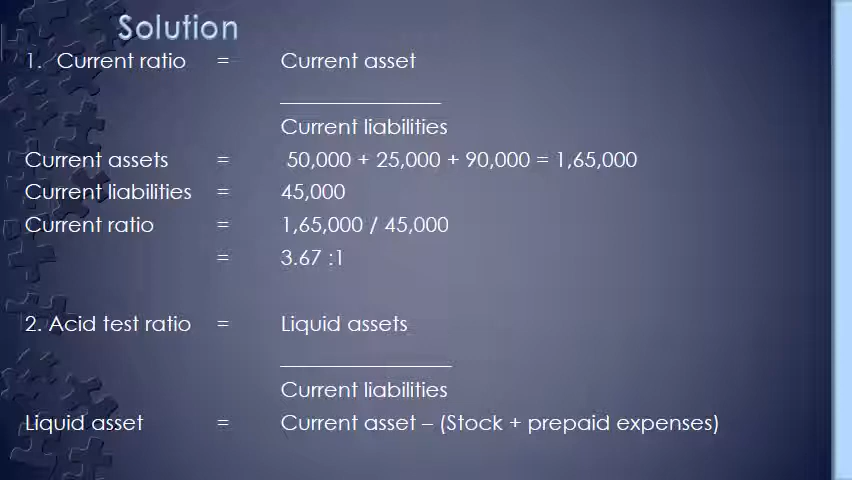 Solution
1. Current ratio = Current asset
Current liabilities
Current assets = 50,000 + 25,000 + 90,000 = 1,65,000
Current liabilities = 45,000
Current ratio = 1,65,000 / 45,000
= 3.67 :1
2. Acid test ratio = Liquid assets
Current liabilities
Liquid asset = Current asset – (Stock + prepaid expenses)